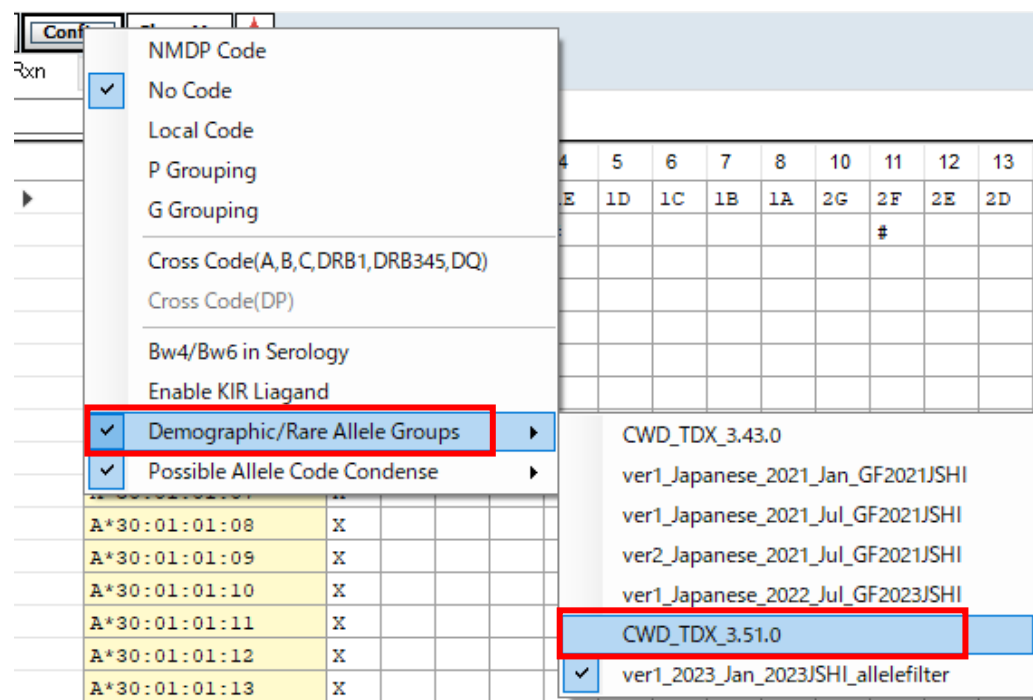 NMDP Code
Rxn
No Code
Local Code
P Grouping
G Grouping
4 5 6 7 8 10 11 12 13
1D 1C 1B 1A 2G 2F 2E 2D
#
Cross Code(A,B,C,DRB1,DRB345,DQ)
Cross Code(DP)
Bw4/Bw6 in Serology
Enable KIR Liagand
Demographic/Rare Allele Groups
Possible Allele Code Condense
CWD_TDX_3.43.0
ver1_Japanese_2021_Jan_GF2021JSHI
ver1_Japanese_2021_Jul_GF2021JSHI
ver2_Japanese_2021_Jul_GF2021JSHI
ver1_Japanese_2022_Jul_GF2023JSHI
CWD_TDX_3.51.0
ver1_2023_Jan_2023JSHI_allelefilter
A*30:01:01:08 X
A*30:01:01:09 X
A*30:01:01:10 X
A*30:01:01:11 X
A*30:01:01:12 X
A*30:01:01:13 X